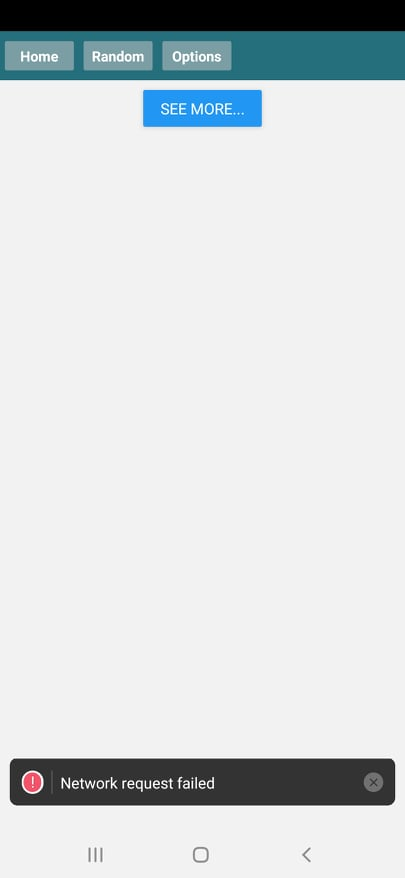 Home Random Options
SEE MORE...
Network request failed